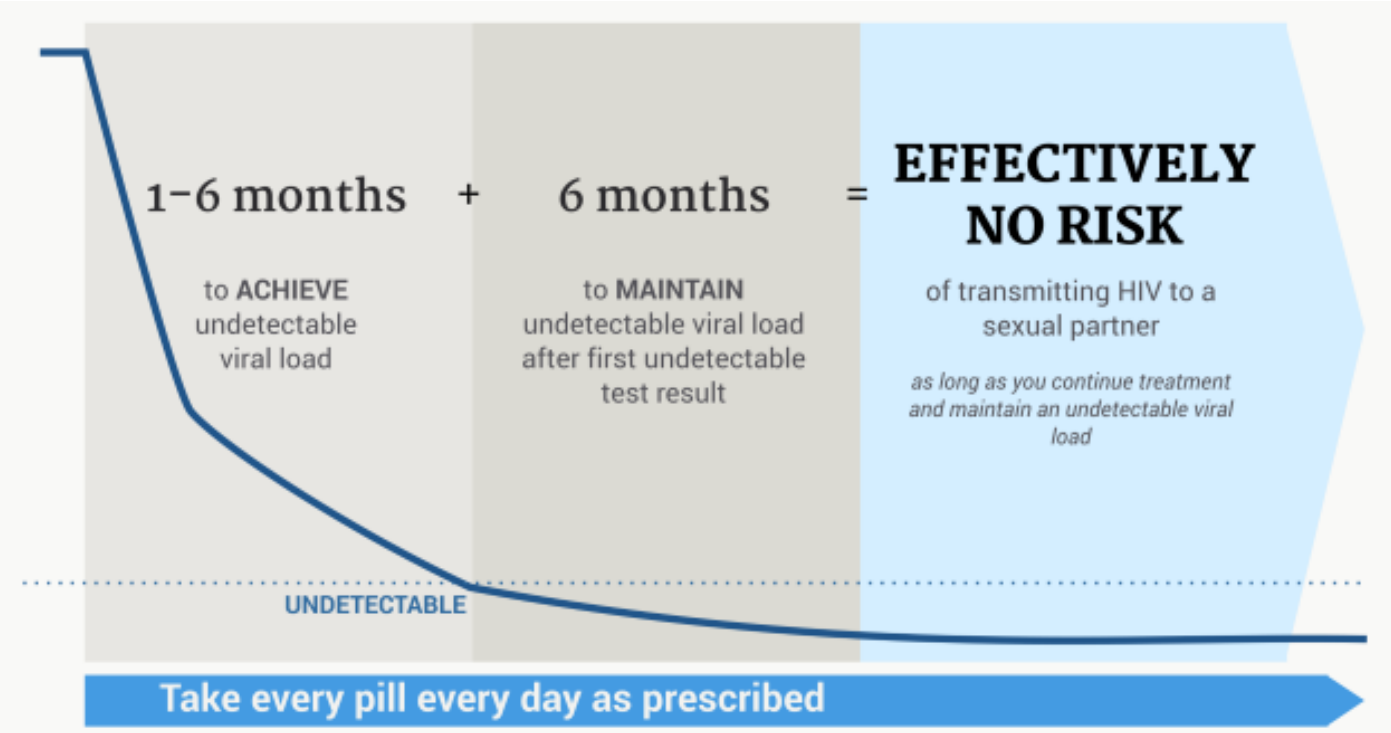 1–6 months + 6 months = EFFECTIVELY
NO RISK
to ACHIEVE
undetectable
viral load
to MAINTAIN
undetectable viral load
after first undetectable
test result
of transmitting HIV to a
sexual partner
as long as you continue treatment
and maintain an undetectable viral
load
UNDETECTABLE
Take every pill every day as prescribed